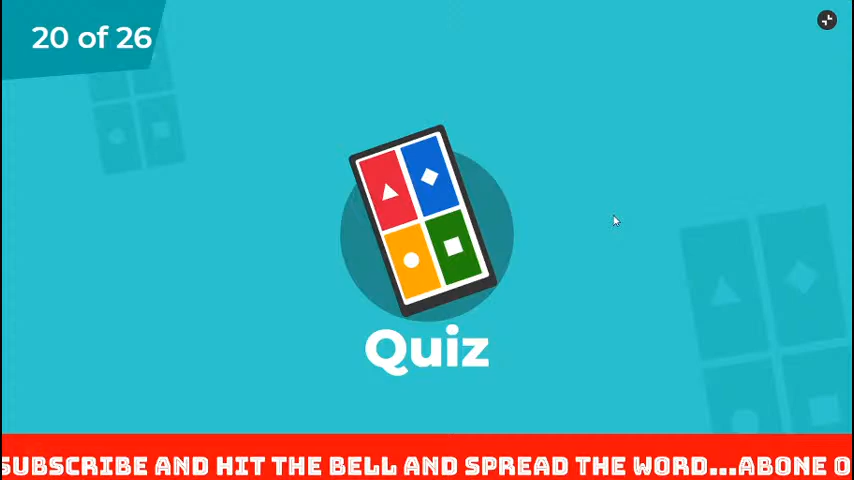 20 of 26
Quiz
SUBSCRIBE AND HIT THE BELL AND SPREAD THE WORD...ABONE O